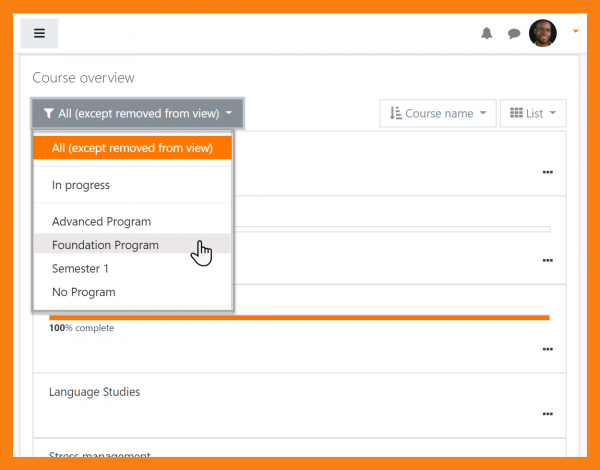 Course overview
All (except removed from view)
Course name
List
All (except removed from view)
In progress
Advanced Program
Foundation Program
Semester 1
No Program
100% complete
Language Studies
Stress management